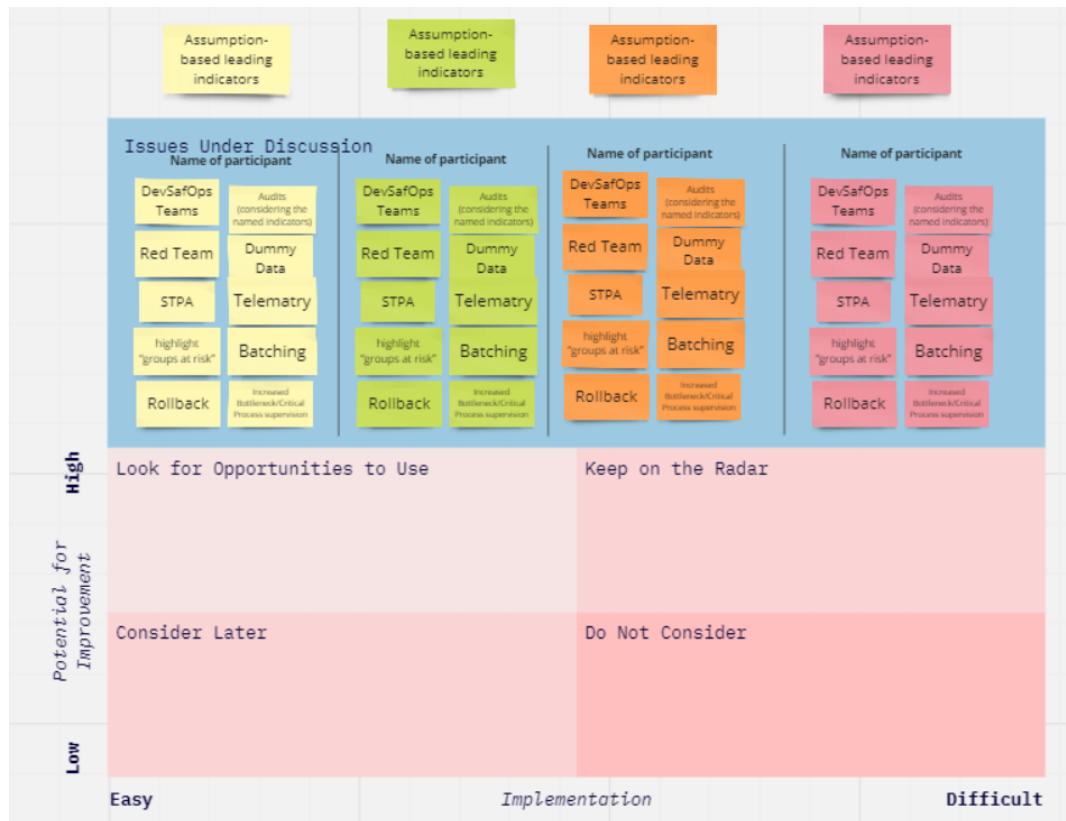 Assumption-
based leading
indicators
Assumption-
based leading
indicators
Assumption-
based leading
indicators
Assumption-
based leading
indicators
Issues Under Discussion
Name of participant
DevSafOps
Teams
Audits
(considering the
named indicators)
Red Team
Dummy
Data
STPA
Telematry
highlight
"groups at risk"
Batching
Rollback
Increased
Bottleneck/Critical
Process supervision
Name of participant
DevSafOps
Teams
Audits
(considering the
named indicators)
Red Team
Dummy
Data
STPA
Telematry
highlight
"groups at risk"
Batching
Rollback
Increased
Bottleneck/Critical
Process supervision
Name of participant
DevSafOps
Teams
Audits
(considering the
named indicators)
Red Team
Dummy
Data
STPA
Telematry
highlight
"groups at risk"
Batching
Rollback
Increased
Bottleneck/Critical
Process supervision
Name of participant
DevSafOps
Teams
Audits
(considering the
named indicators)
Red Team
Dummy
Data
STPA
Telematry
highlight
"groups at risk"
Batching
Rollback
Increased
Bottleneck/Critical
Process supervision
High
Potential for
Improvement
Low
Look for Opportunities to Use
Keep on the Radar
Consider Later
Do Not Consider
Easy
Implementation
Difficult